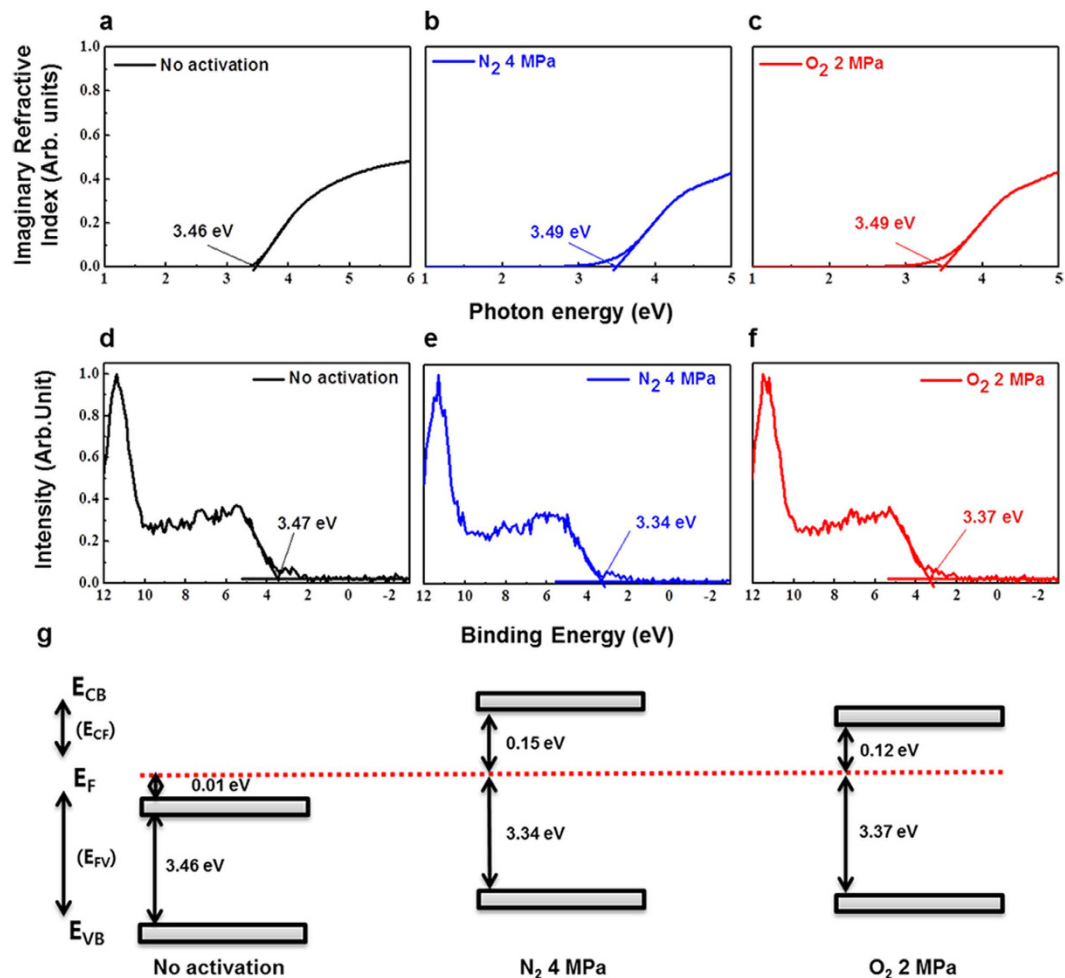 a
b
c
Imaginary Refractive
Index (Arb. units)
1.0
0.8
0.6
0.4
0.2
0.0
No activation
N₂ 4 MPa
O₂ 2 MPa
3.46 eV
3.49 eV
3.49 eV
1 2 3 4 5 6
1 2 3 4 5
1 2 3 4 5
Photon energy (eV)
d
e
f
Intensity (Arb.Unit)
1.0
0.8
0.6
0.4
0.2
0.0
No activation
N₂ 4 MPa
O₂ 2 MPa
3.47 eV
3.34 eV
3.37 eV
12 10 8 6 4 2 0 -2
12 10 8 6 4 2 0 -2
12 10 8 6 4 2 0 -2
Binding Energy (eV)
g
E_CB
(E_CF)
E_F
(E_FV)
E_VB
0.01 eV
3.46 eV
No activation
0.15 eV
3.34 eV
N₂ 4 MPa
0.12 eV
3.37 eV
O₂ 2 MPa